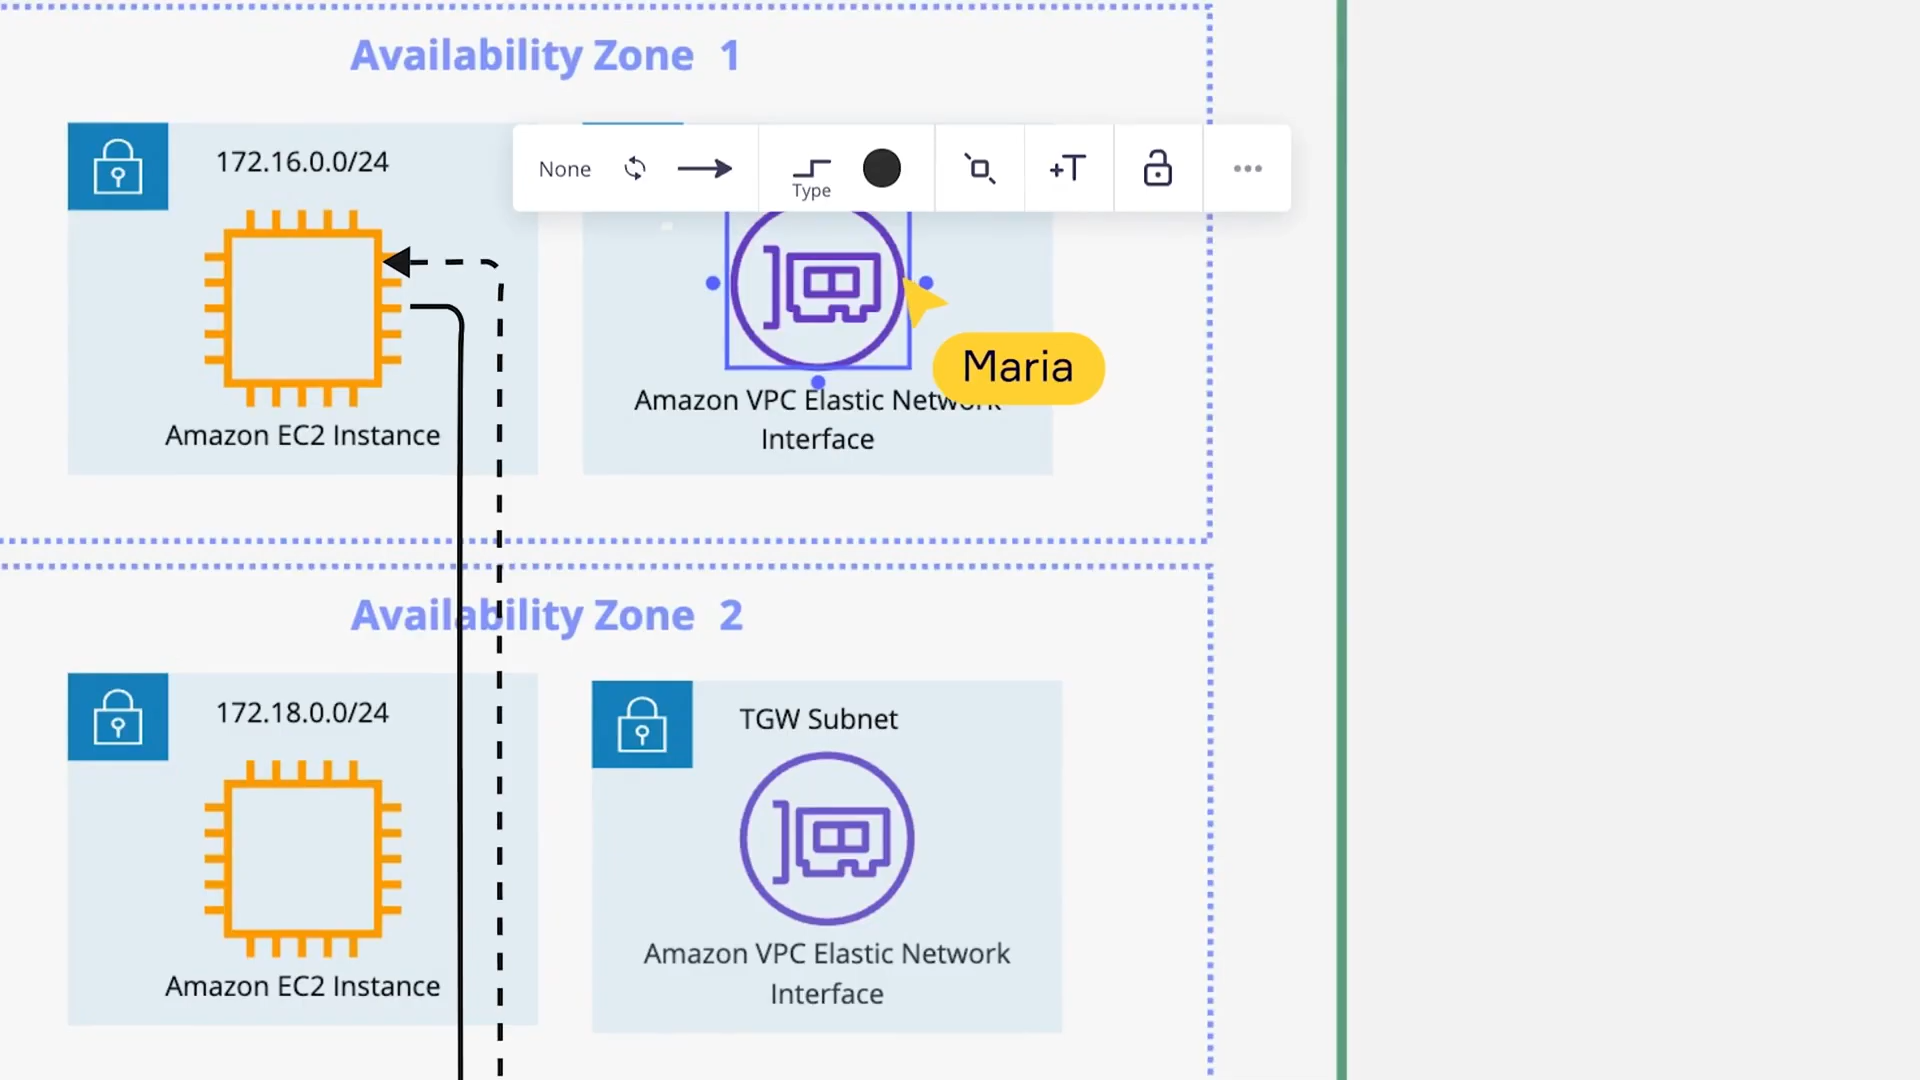 Availability Zone 1
172.16.0.0/24
None
Type
+T
Maria
Amazon VPC Elastic Network
Interface
Amazon EC2 Instance
Availability Zone 2
172.18.0.0/24
TGW Subnet
Amazon EC2 Instance
Amazon VPC Elastic Network
Interface